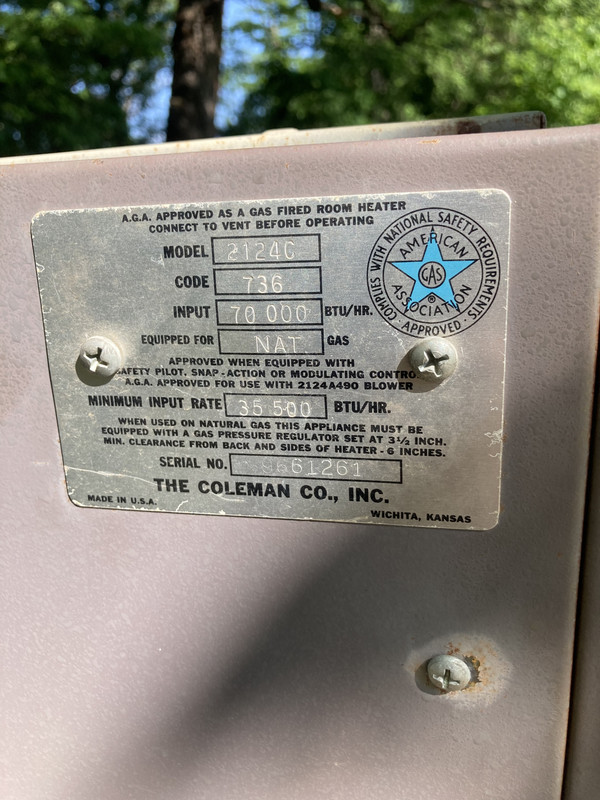 A.G.A. APPROVED AS A GAS FIRED ROOM HEATER
CONNECT TO VENT BEFORE OPERATING
MODEL 2124C
CODE 736
INPUT 70 000 BTU/HR.
EQUIPPED FOR NAT GAS
COMPLIES WITH NATIONAL SAFETY REQUIREMENTS
AMERICAN
GAS
®
ASSOCIATION
· APPROVED ·
APPROVED WHEN EQUIPPED WITH
PILOT. SNAP-ACTION OR MODULATING
A.G.A. APPROVED FOR USE WITH 2124A490 BLOWER
MINIMUM INPUT RATE 35 500 BTU/HR.
WHEN USED ON NATURAL GAS THIS APPLIANCE MUST BE
EQUIPPED WITH A GAS PRESSURE REGULATOR SET AT 3½ INCH.
MIN. CLEARANCE FROM BACK AND SIDES OF HEATER - 6 INCHES.
SERIAL NO.
THE COLEMAN CO., INC.
MADE IN U.S.A.
WICHITA, KANSAS